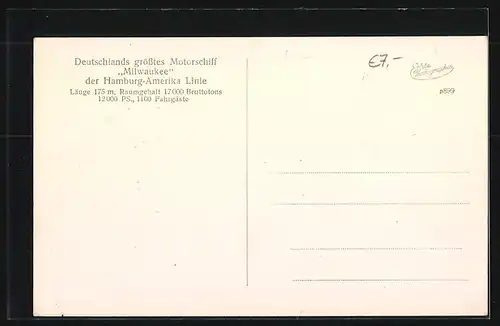 Deutschlands größtes Motorschiff
„Milwaukee“
der Hamburg-Amerika Linie
Länge 175 m, Raumgehalt 17000 Bruttotons
12000 PS., 1100 Fahrgäste
€7,-
p899